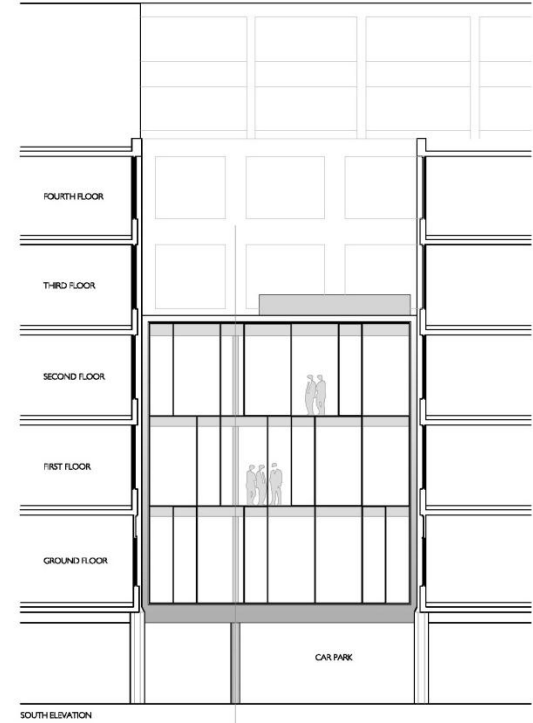 FOURTH FLOOR
THIRD FLOOR
SECOND FLOOR
FIRST FLOOR
GROUND FLOOR
CAR PARK
SOUTH ELEVATION